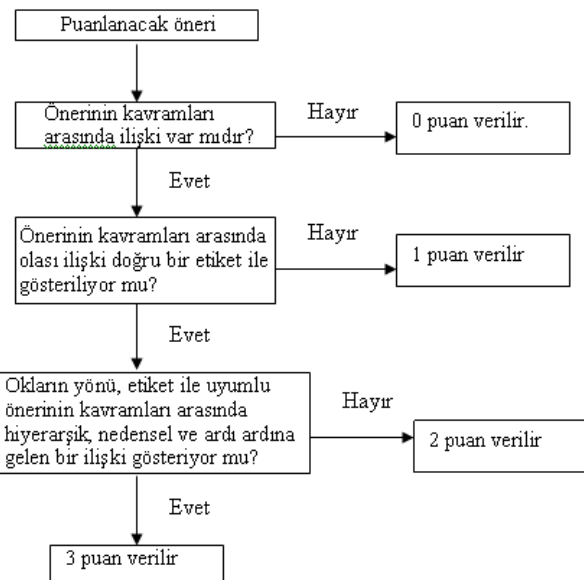 Puanlanacak öneri
Önerinin kavramları
arasında ilişki var mıdır?
Hayır
0 puan verilir.
Evet
Önerinin kavramları arasında
olası ilişki doğru bir etiket ile
gösteriliyor mu?
Hayır
1 puan verilir
Evet
Okların yönü, etiket ile uyumlu
önerinin kavramları arasında
hiyerarşik, nedensel ve ardı ardına
gelen bir ilişki gösteriyor mu?
Hayır
2 puan verilir
Evet
3 puan verilir